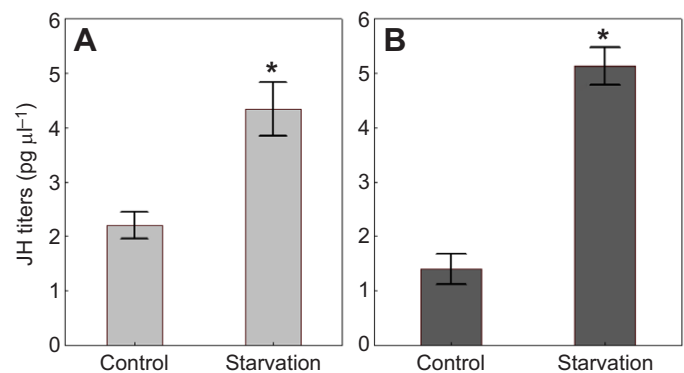 A
B
JH titers (pg μl⁻¹)
6
5
4
3
2
1
0
*
Control
Starvation
6
5
4
3
2
1
0
*
Control
Starvation